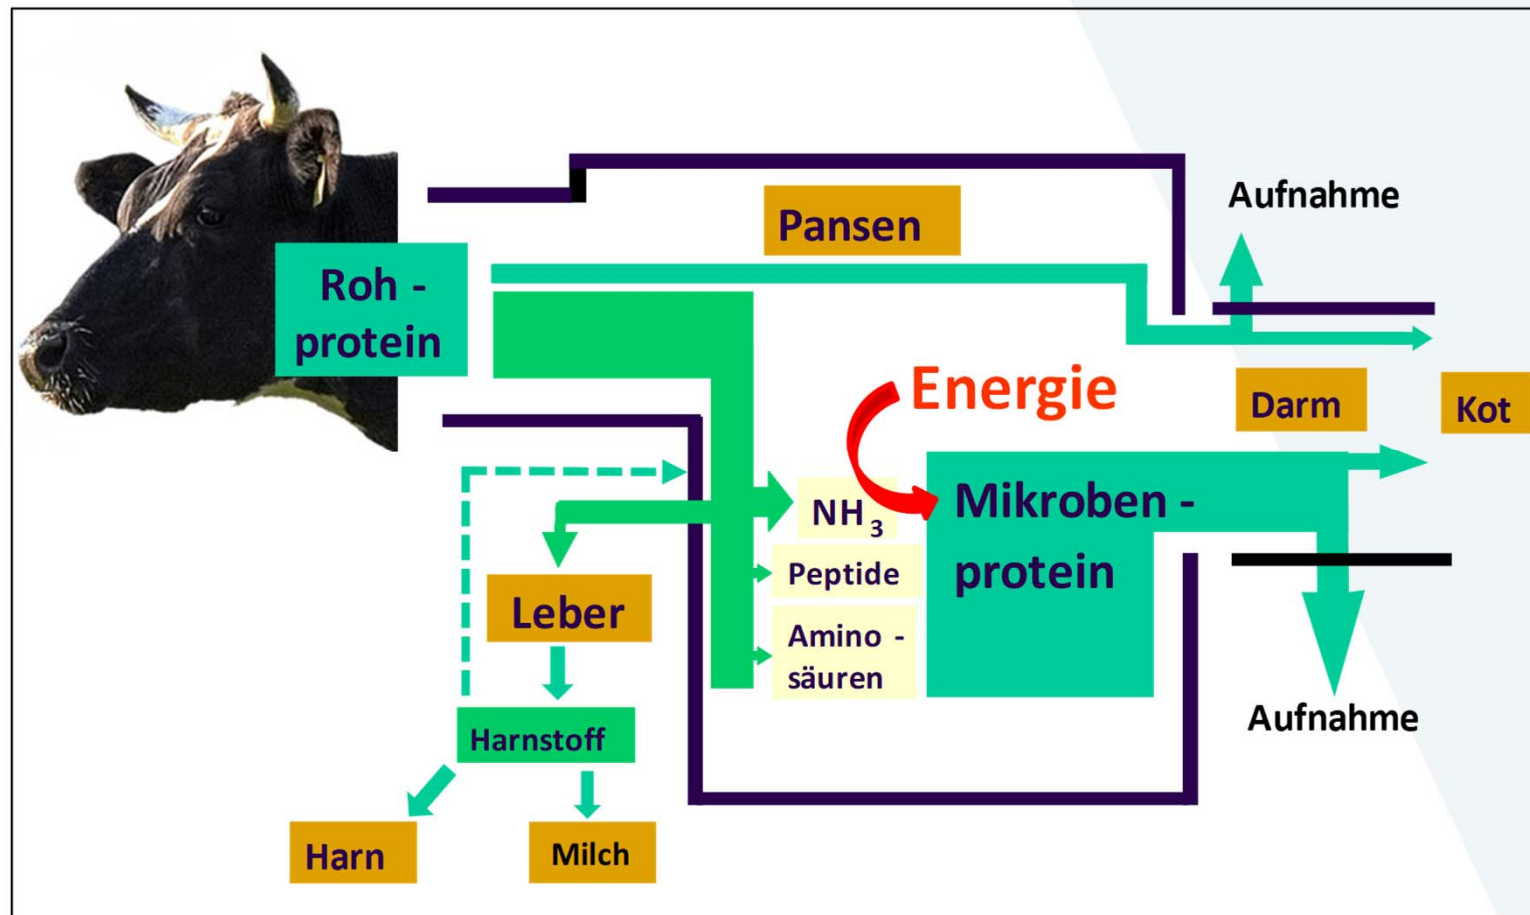 Aufnahme
Pansen
Roh -
protein
Energie
Darm
Kot
Mikroben -
protein
NH₃
Peptide
Leber
Amino -
säuren
Aufnahme
Harnstoff
Harn
Milch